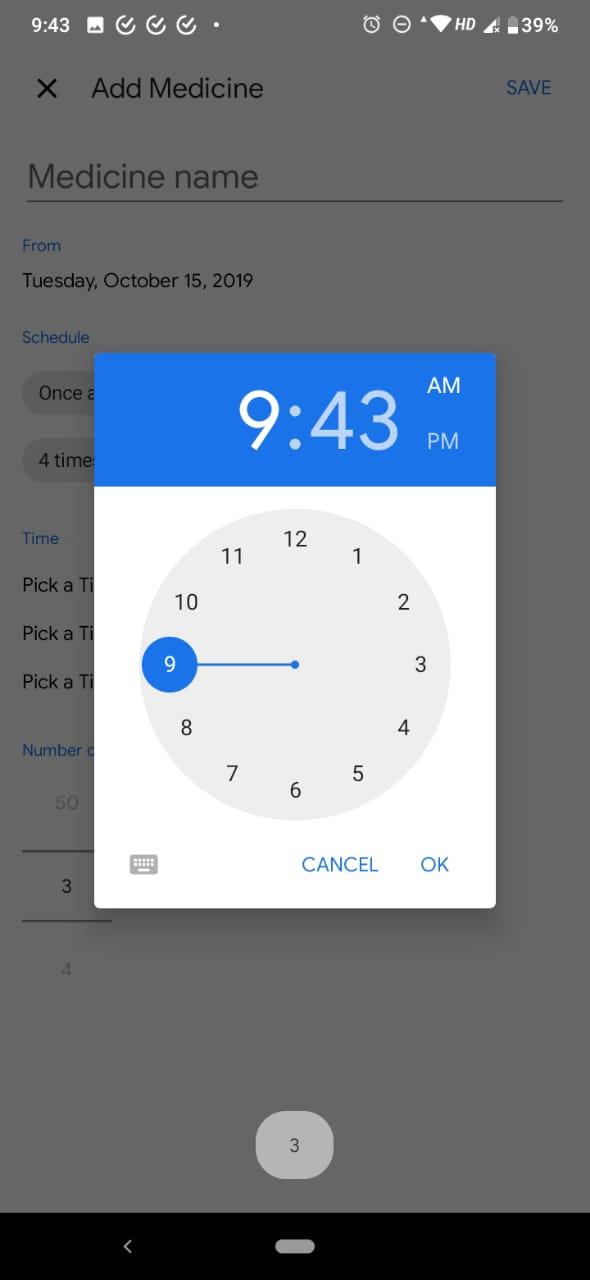 9:43 HD 39%
Add Medicine SAVE
Medicine name
From
Tuesday, October 15, 2019
Schedule
Once a
4 times
9:43 AM
PM
Time
Pick a Ti
Pick a Ti
Pick a Ti
12
11 1
10 2
9 3
8 4
7 5
6
Number
50
3
4
CANCEL OK
3